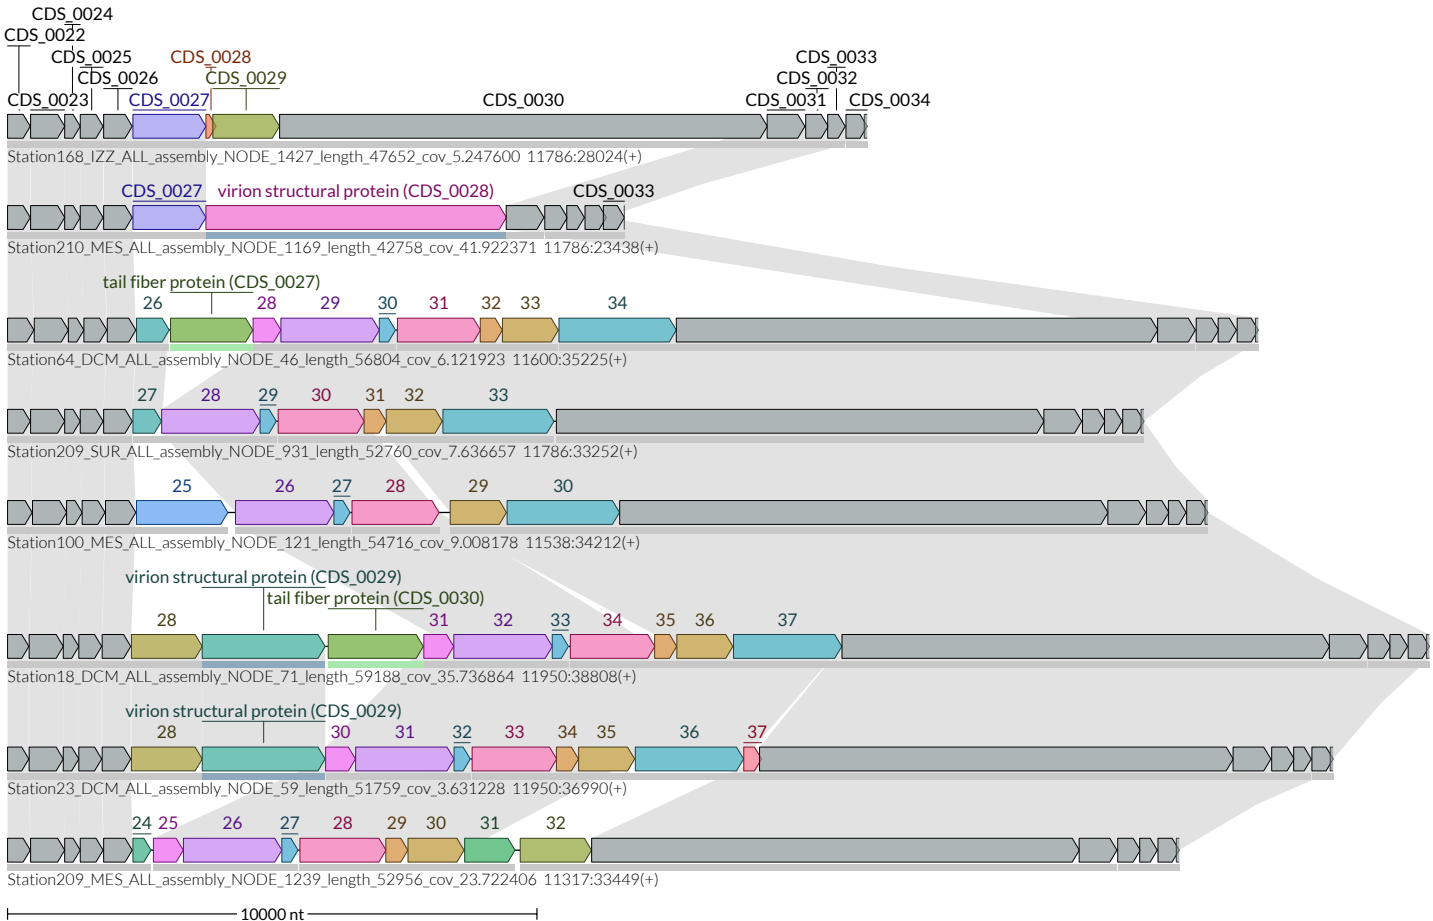 CDS_0024
CDS_0022
CDS_0025 CDS_0028 CDS_0033
CDS_0026 CDS_0029 CDS_0032
CDS_0023 CDS_0027 CDS_0030 CDS_0031 CDS_0034
Station168_IZZ_ALL_assembly_NODE_1427_length_47652_cov_5.247600 11786:28024(+)
CDS_0027 virion structural protein (CDS_0028) CDS_0033
Station210_MES_ALL_assembly_NODE_1169_length_42758_cov_41.922371 11786:23438(+)
tail fiber protein (CDS_0027)
26 28 29 30 31 32 33 34
Station64_DCM_ALL_assembly_NODE_46_length_56804_cov_6.121923 11600:35225(+)
27 28 29 30 31 32 33
Station209_SUR_ALL_assembly_NODE_931_length_52760_cov_7.636657 11786:33252(+)
25 26 27 28 29 30
Station100_MES_ALL_assembly_NODE_121_length_54716_cov_9.008178 11538:34212(+)
virion structural protein (CDS_0029)
tail fiber protein (CDS_0030)
28 31 32 33 34 35 36 37
Station18_DCM_ALL_assembly_NODE_71_length_59188_cov_35.736864 11950:38808(+)
virion structural protein (CDS_0029)
28 30 31 32 33 34 35 36 37
Station23_DCM_ALL_assembly_NODE_59_length_51759_cov_3.631228 11950:36990(+)
24 25 26 27 28 29 30 31 32
Station209_MES_ALL_assembly_NODE_1239_length_52956_cov_23.722406 11317:33449(+)
10000 nt